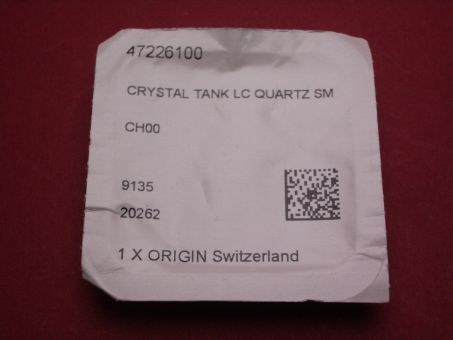 47226100
CRYSTAL TANK LC QUARTZ SM
CH00
9135
20262
1 X ORIGIN Switzerland